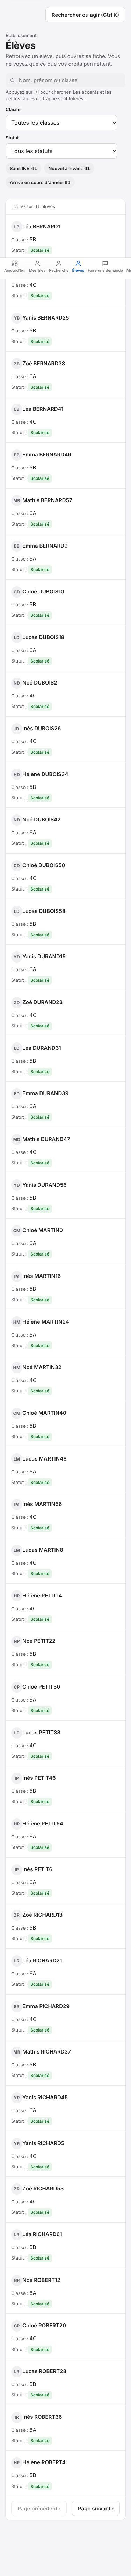 Rechercher ou agir (Ctrl K)
Établissement
Élèves
Retrouvez un élève, puis ouvrez sa fiche. Vous
ne voyez que ce que vos droits permettent.
Nom, prénom ou classe
Appuyez sur / pour chercher. Les accents et les
petites fautes de frappe sont tolérés.
Classe
Toutes les classes
Statut
Tous les statuts
Sans INE 61
Nouvel arrivant 61
Arrivé en cours d'année 61
1 à 50 sur 61 élèves
LB Léa BERNARD1
Classe : 5B
Statut : Scolarisé
Aujourd'hui Mes files Recherche Élèves Faire une demande
Classe : 4C
Statut : Scolarisé
YB Yanis BERNARD25
Classe : 5B
Statut : Scolarisé
ZB Zoé BERNARD33
Classe : 6A
Statut : Scolarisé
LB Léa BERNARD41
Classe : 4C
Statut : Scolarisé
EB Emma BERNARD49
Classe : 5B
Statut : Scolarisé
MB Mathis BERNARD57
Classe : 6A
Statut : Scolarisé
EB Emma BERNARD9
Classe : 6A
Statut : Scolarisé
CD Chloé DUBOIS10
Classe : 5B
Statut : Scolarisé
LD Lucas DUBOIS18
Classe : 6A
Statut : Scolarisé
ND Noé DUBOIS2
Classe : 4C
Statut : Scolarisé
ID Inès DUBOIS26
Classe : 4C
Statut : Scolarisé
HD Hélène DUBOIS34
Classe : 5B
Statut : Scolarisé
ND Noé DUBOIS42
Classe : 6A
Statut : Scolarisé
CD Chloé DUBOIS50
Classe : 4C
Statut : Scolarisé
LD Lucas DUBOIS58
Classe : 5B
Statut : Scolarisé
YD Yanis DURAND15
Classe : 6A
Statut : Scolarisé
ZD Zoé DURAND23
Classe : 4C
Statut : Scolarisé
LD Léa DURAND31
Classe : 5B
Statut : Scolarisé
ED Emma DURAND39
Classe : 6A
Statut : Scolarisé
MD Mathis DURAND47
Classe : 4C
Statut : Scolarisé
YD Yanis DURAND55
Classe : 5B
Statut : Scolarisé
CM Chloé MARTIN0
Classe : 6A
Statut : Scolarisé
IM Inès MARTIN16
Classe : 5B
Statut : Scolarisé
HM Hélène MARTIN24
Classe : 6A
Statut : Scolarisé
NM Noé MARTIN32
Classe : 4C
Statut : Scolarisé
CM Chloé MARTIN40
Classe : 5B
Statut : Scolarisé
LM Lucas MARTIN48
Classe : 6A
Statut : Scolarisé
IM Inès MARTIN56
Classe : 4C
Statut : Scolarisé
LM Lucas MARTIN8
Classe : 4C
Statut : Scolarisé
HP Hélène PETIT14
Classe : 4C
Statut : Scolarisé
NP Noé PETIT22
Classe : 5B
Statut : Scolarisé
CP Chloé PETIT30
Classe : 6A
Statut : Scolarisé
LP Lucas PETIT38
Classe : 4C
Statut : Scolarisé
IP Inès PETIT46
Classe : 5B
Statut : Scolarisé
HP Hélène PETIT54
Classe : 6A
Statut : Scolarisé
IP Inès PETIT6
Classe : 6A
Statut : Scolarisé
ZR Zoé RICHARD13
Classe : 5B
Statut : Scolarisé
LR Léa RICHARD21
Classe : 6A
Statut : Scolarisé
ER Emma RICHARD29
Classe : 4C
Statut : Scolarisé
MR Mathis RICHARD37
Classe : 5B
Statut : Scolarisé
YR Yanis RICHARD45
Classe : 6A
Statut : Scolarisé
YR Yanis RICHARD5
Classe : 4C
Statut : Scolarisé
ZR Zoé RICHARD53
Classe : 4C
Statut : Scolarisé
LR Léa RICHARD61
Classe : 5B
Statut : Scolarisé
NR Noé ROBERT12
Classe : 6A
Statut : Scolarisé
CR Chloé ROBERT20
Classe : 4C
Statut : Scolarisé
LR Lucas ROBERT28
Classe : 5B
Statut : Scolarisé
IR Inès ROBERT36
Classe : 6A
Statut : Scolarisé
HR Hélène ROBERT4
Classe : 5B
Statut : Scolarisé
Page précédente Page suivante